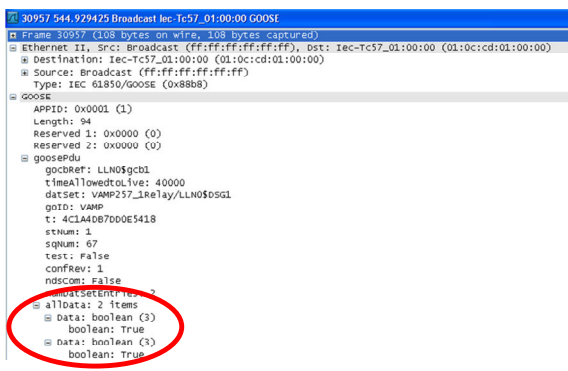 30957 544.929425 Broadcast Iec-Tc57_01:00:00 GOOSE
Frame 30957 (108 bytes on wire, 108 bytes captured)
Ethernet II, Src: Broadcast (ff:ff:ff:ff:ff:ff), Dst: Iec-Tc57_01:00:00 (01:0c:cd:01:00:00)
Destination: Iec-Tc57_01:00:00 (01:0c:cd:01:00:00)
Source: Broadcast (ff:ff:ff:ff:ff:ff)
Type: IEC 61850/GOOSE (0x88b8)
GOOSE
APPID: 0x0001 (1)
Length: 94
Reserved 1: 0x0000 (0)
Reserved 2: 0x0000 (0)
goosePdu
gocbRef: LLN0$gcb1
timeAllowedtoLive: 40000
datSet: VAMP257_1Relay/LLN0$DSG1
goID: VAMP
t: 4C1A4DB7DD0E5418
stNum: 1
sqNum: 67
test: False
confRev: 1
ndsCom: False
numDatSetEntries: 2
allData: 2 items
Data: boolean (3)
boolean: True
Data: boolean (3)
boolean: True